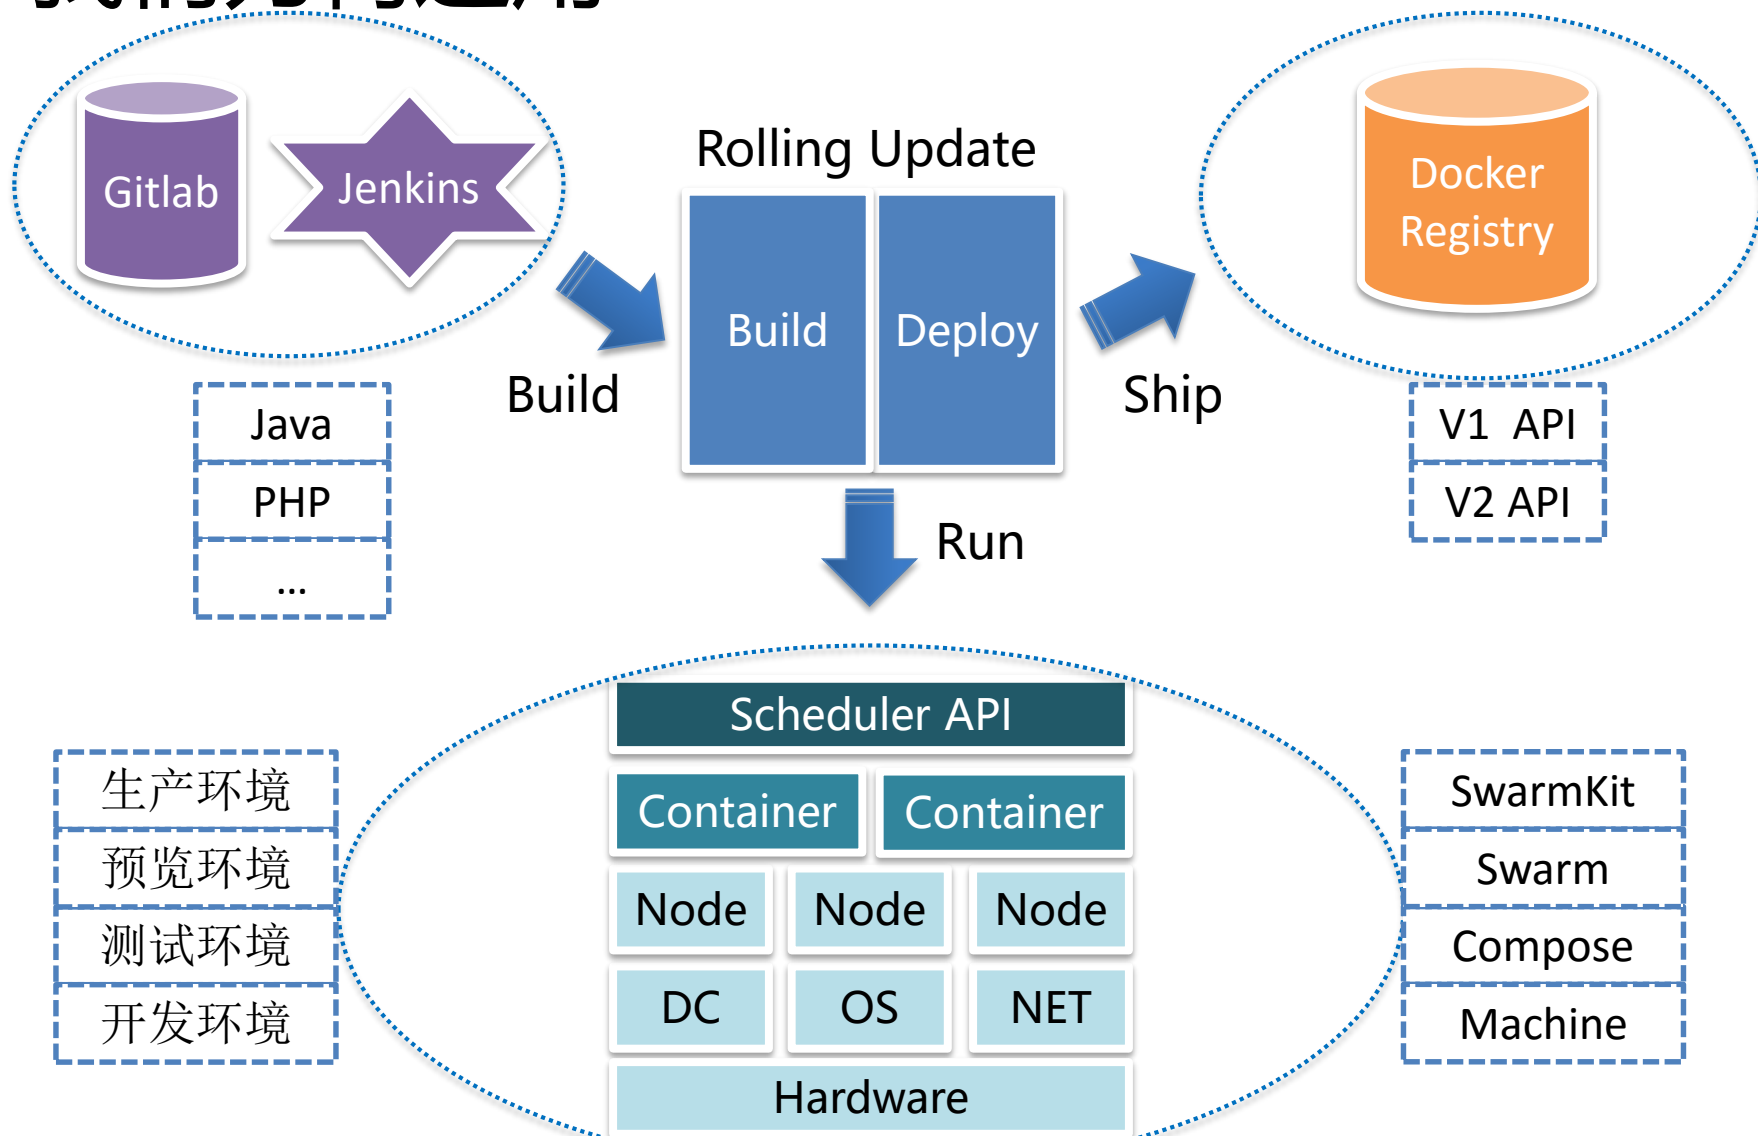 Gitlab
Jenkins
Rolling Update
Build
Deploy
Docker
Registry
Build
Ship
Run
Java
PHP
...
V1 API
V2 API
Scheduler API
Container
Container
Node
Node
Node
DC
OS
NET
Hardware
生产环境
预览环境
测试环境
开发环境
SwarmKit
Swarm
Compose
Machine